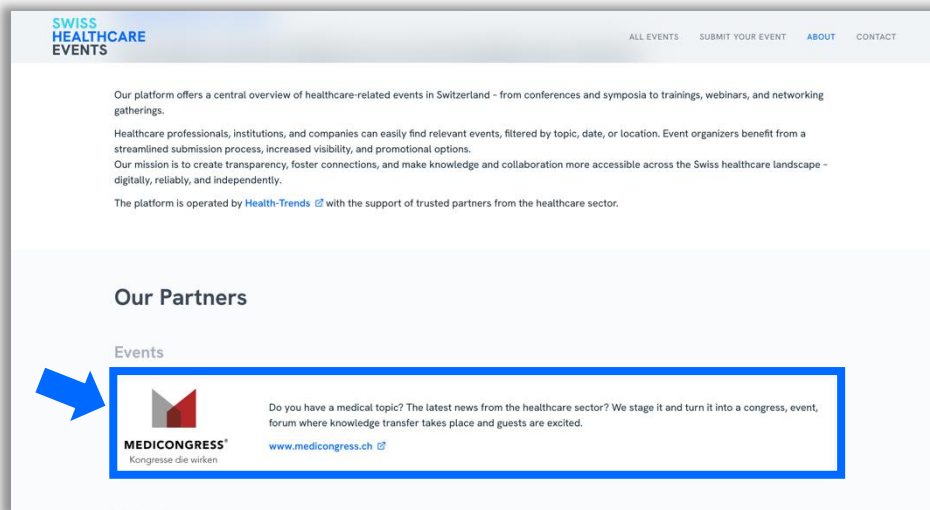 SWISS
HEALTHCARE
EVENTS
ALL EVENTS SUBMIT YOUR EVENT ABOUT CONTACT
Our platform offers a central overview of healthcare-related events in Switzerland – from conferences and symposia to trainings, webinars, and networking
gatherings.
Healthcare professionals, institutions, and companies can easily find relevant events, filtered by topic, date, or location. Event organizers benefit from a
streamlined submission process, increased visibility, and promotional options.
Our mission is to create transparency, foster connections, and make knowledge and collaboration more accessible across the Swiss healthcare landscape –
digitally, reliably, and independently.
The platform is operated by Health-Trends with the support of trusted partners from the healthcare sector.
Our Partners
Events
MEDICONGRESS®
Kongresse die wirken
Do you have a medical topic? The latest news from the healthcare sector? We stage it and turn it into a congress, event,
forum where knowledge transfer takes place and guests are excited.
www.medicongress.ch